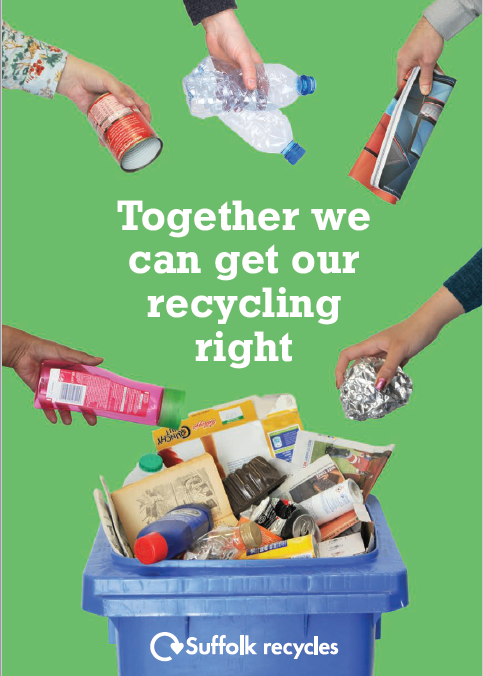 Together we
can get our
recycling
right
Suffolk recycles